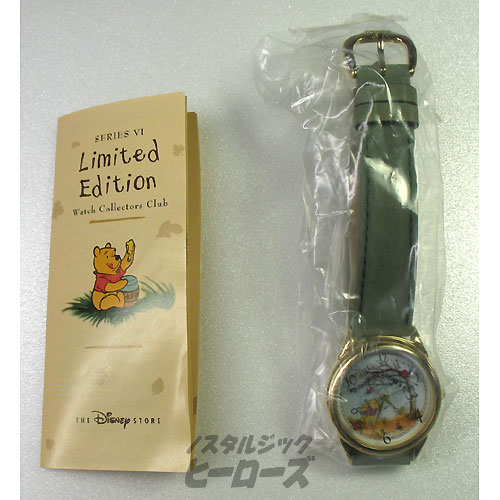 SERIES VI
Limited
Edition
Watch Collectors Club
THE DISNEY STORE
ノスタルジック
ヒーローズ